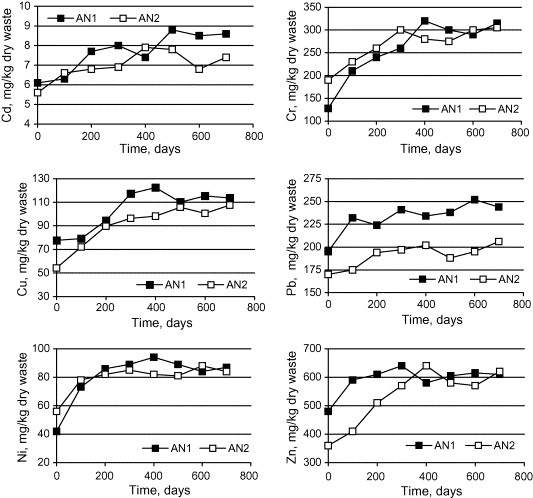 AN1 AN2
Cd, mg/kg dry waste
10
9
8
7
6
5
4
0 200 400 600 800
Time, days
Cr, mg/kg dry waste
400
350
300
250
200
150
100
AN1 AN2
0 200 400 600 800
Time, days
Cu, mg/kg dry waste
130
110
90
70
50
30
AN1 AN2
0 200 400 600 800
Time, days
Pb, mg/kg dry waste
275
250
225
200
175
150
AN1 AN2
0 200 400 600 800
Time, days
Ni, mg/kg dry waste
100
80
60
40
20
AN1 AN2
0 200 400 600 800
Time, days
Zn, mg/kg dry waste
700
600
500
400
300
AN1 AN2
0 200 400 600 800
Time, days